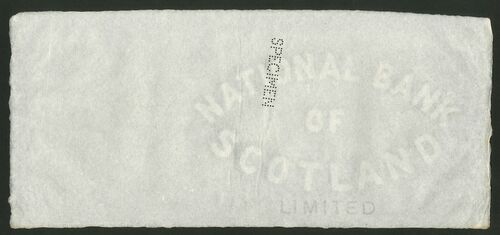 SPECIMEN
NATIONAL BANK
OF
SCOTLAND
LIMITED